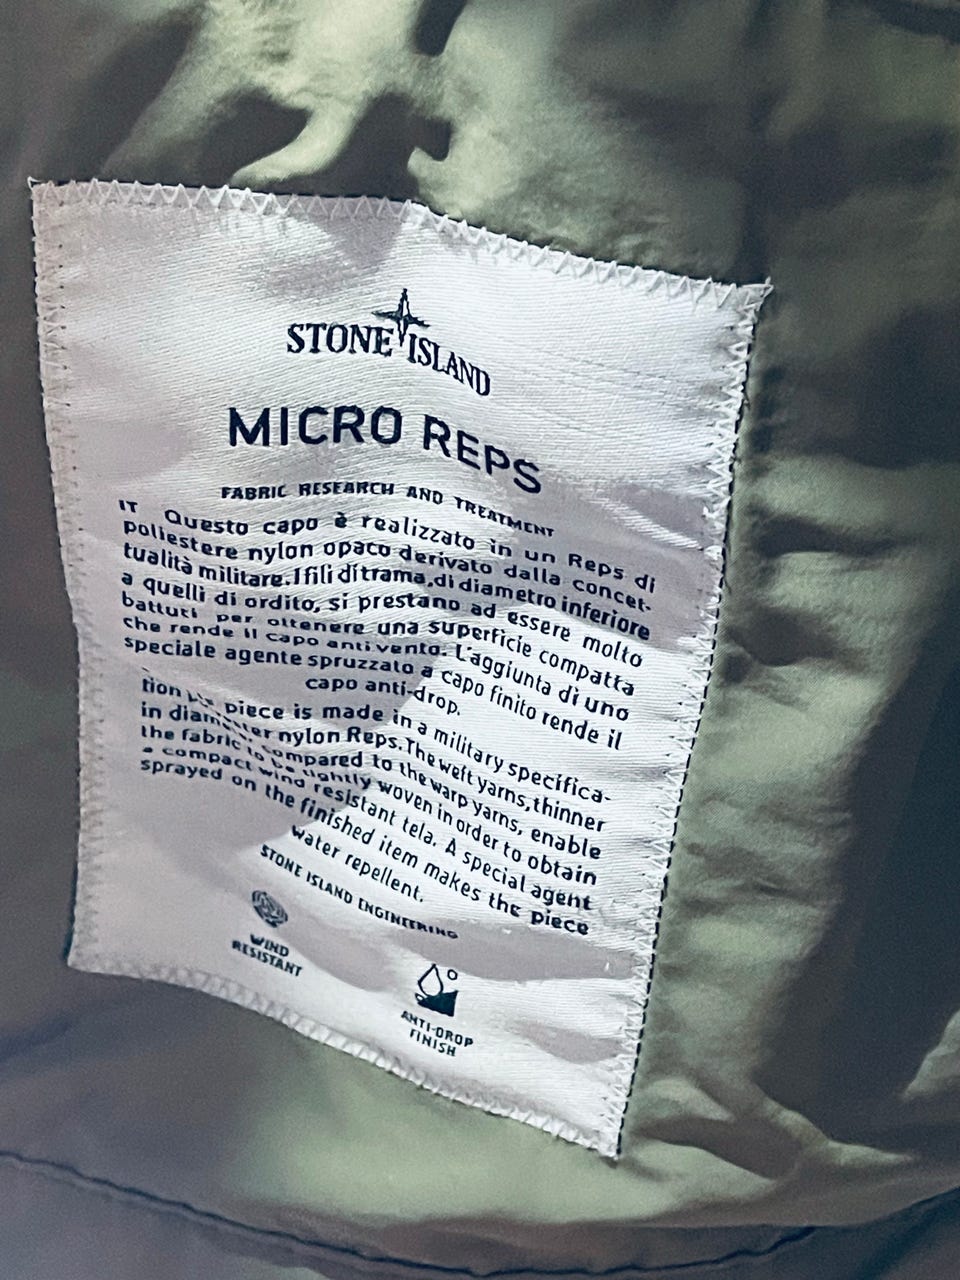 STONE ISLAND
MICRO REPS
FABRIC RESEARCH AND TREATMENT
IT Questo capo è realizzato in un Reps di
poliestere nylon opaco derivato dalla concet-
tualità militare. I fili di trama, di diametro inferiore
a quelli di ordito, si prestano ad essere molto
battuti per ottenere una superficie compatta
che rende il capo antivento. L'aggiunta di uno
speciale agente spruzzato a capo finito rende il
capo anti-drop.
piece is made in a military specifica-
tion nylon Reps. The weft yarns, thinner
in diameter compared to the warp yarns, enable
the fabric to be tightly woven in order to obtain
a compact wind resistant tela. A special agent
sprayed on the finished item makes the piece
water repellent.
STONE ISLAND ENGINEERING
WIND
RESISTANT
ANTI-DROP
FINISH